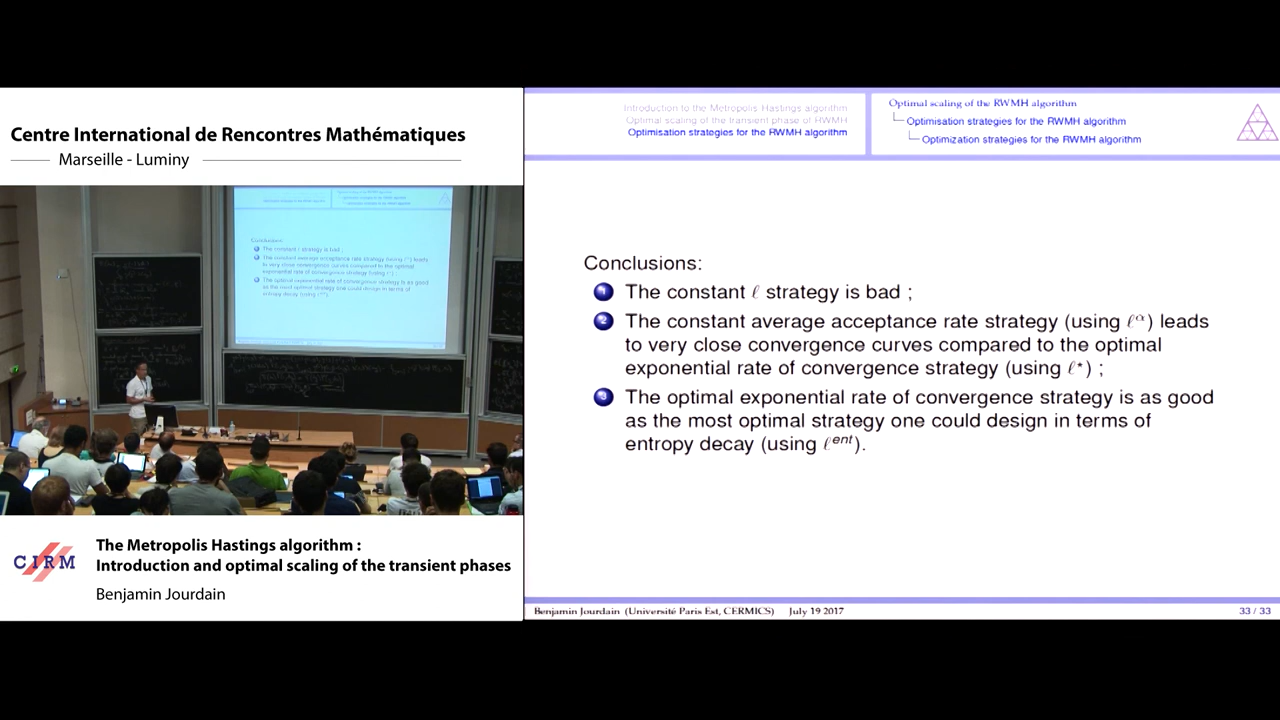 Centre International de Rencontres Mathématiques
Marseille - Luminy
The Metropolis Hastings algorithm :
Introduction and optimal scaling of the transient phases
Benjamin Jourdain
CIRM
Introduction to the Metropolis Hastings algorithm
Optimal scaling of the transient phase of RWMH
Optimisation strategies for the RWMH algorithm
Optimal scaling of the RWMH algorithm
Optimisation strategies for the RWMH algorithm
Optimization strategies for the RWMH algorithm
Conclusions:
1 The constant ℓ strategy is bad ;
2 The constant average acceptance rate strategy (using ℓ^α) leads
to very close convergence curves compared to the optimal
exponential rate of convergence strategy (using ℓ*) ;
3 The optimal exponential rate of convergence strategy is as good
as the most optimal strategy one could design in terms of
entropy decay (using ℓ^ent).
Benjamin Jourdain (Université Paris Est, CERMICS) July 19 2017 33 / 33